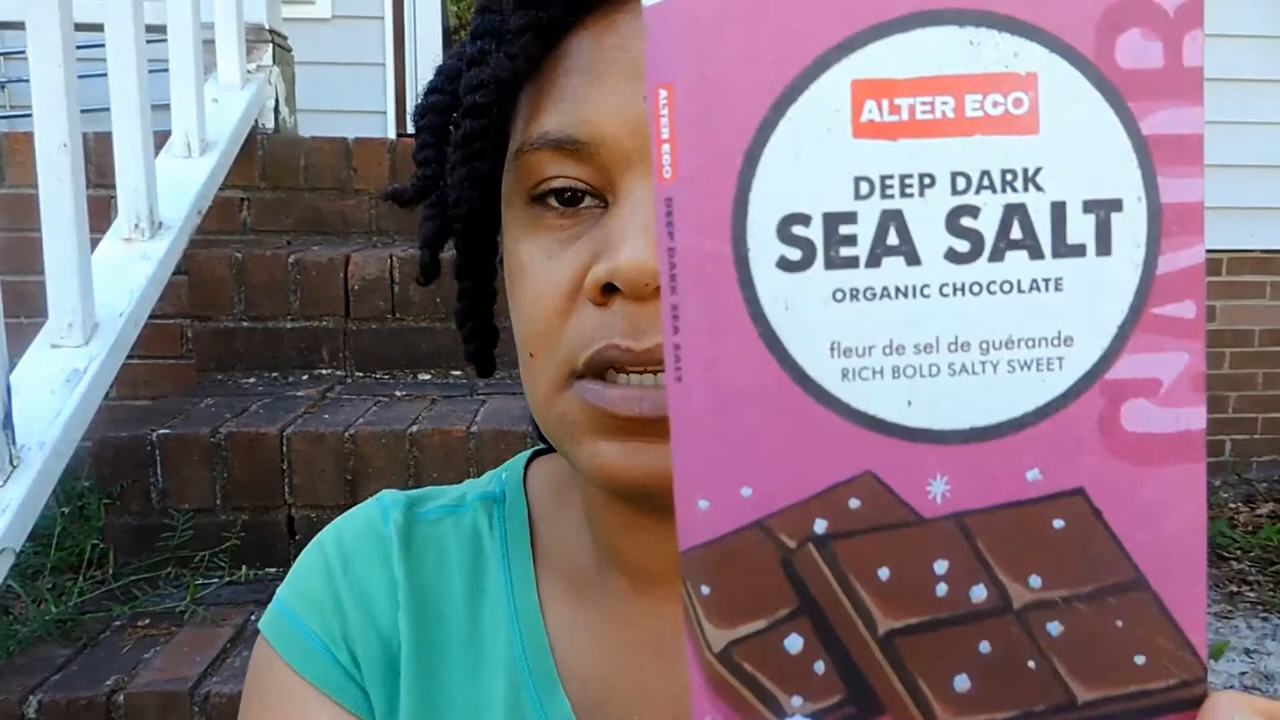 ALTER ECO
DEEP DARK
SEA SALT
ORGANIC CHOCOLATE
fleur de sel de guérande
RICH BOLD SALTY SWEET
ALTER ECO
DEEP DARK SEA SALT